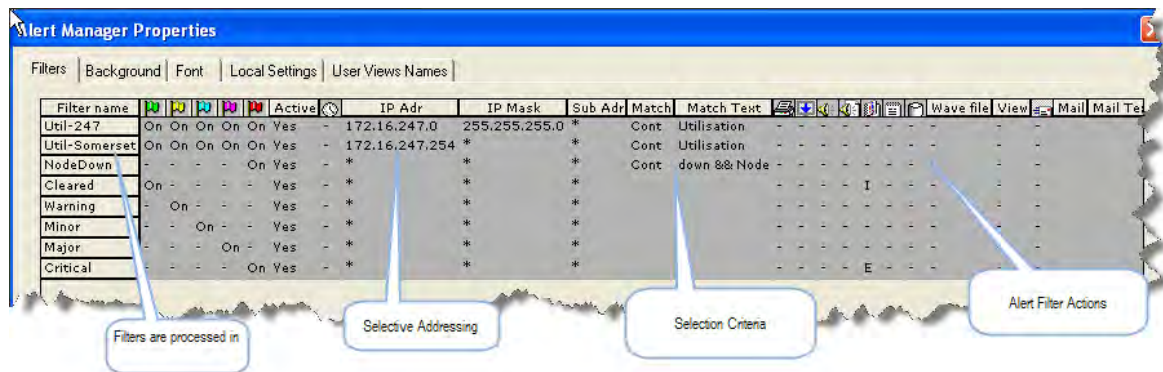 Alert Manager Properties
Filters Background Font Local Settings User Views Names
Filter name Active IP Adr IP Mask Sub Adr Match Match Text Wave file View Mail Mail Te
Util-247 On On On On On Yes - 172.16.247.0 255.255.255.0 * Cont Utilisation - - - - - - - - - -
Util-Somerset On On On On On Yes - 172.16.247.254 * * Cont Utilisation - - - - - - - - - -
NodeDown - - - - On Yes - * * * Cont down && Node - - - - - - - - - -
Cleared On - - - - Yes - * * * - - - - I - - - - -
Warning - On - - - Yes - * * * - - - - - - - - - -
Minor - - On - - Yes - * * * - - - - - - - - - -
Major - - - On - Yes - * * * - - - - - - - - - -
Critical - - - - On Yes - * * * - - - - E - - - - -
Filters are processed in
Selective Addressing
Selection Criteria
Alert Filter Actions